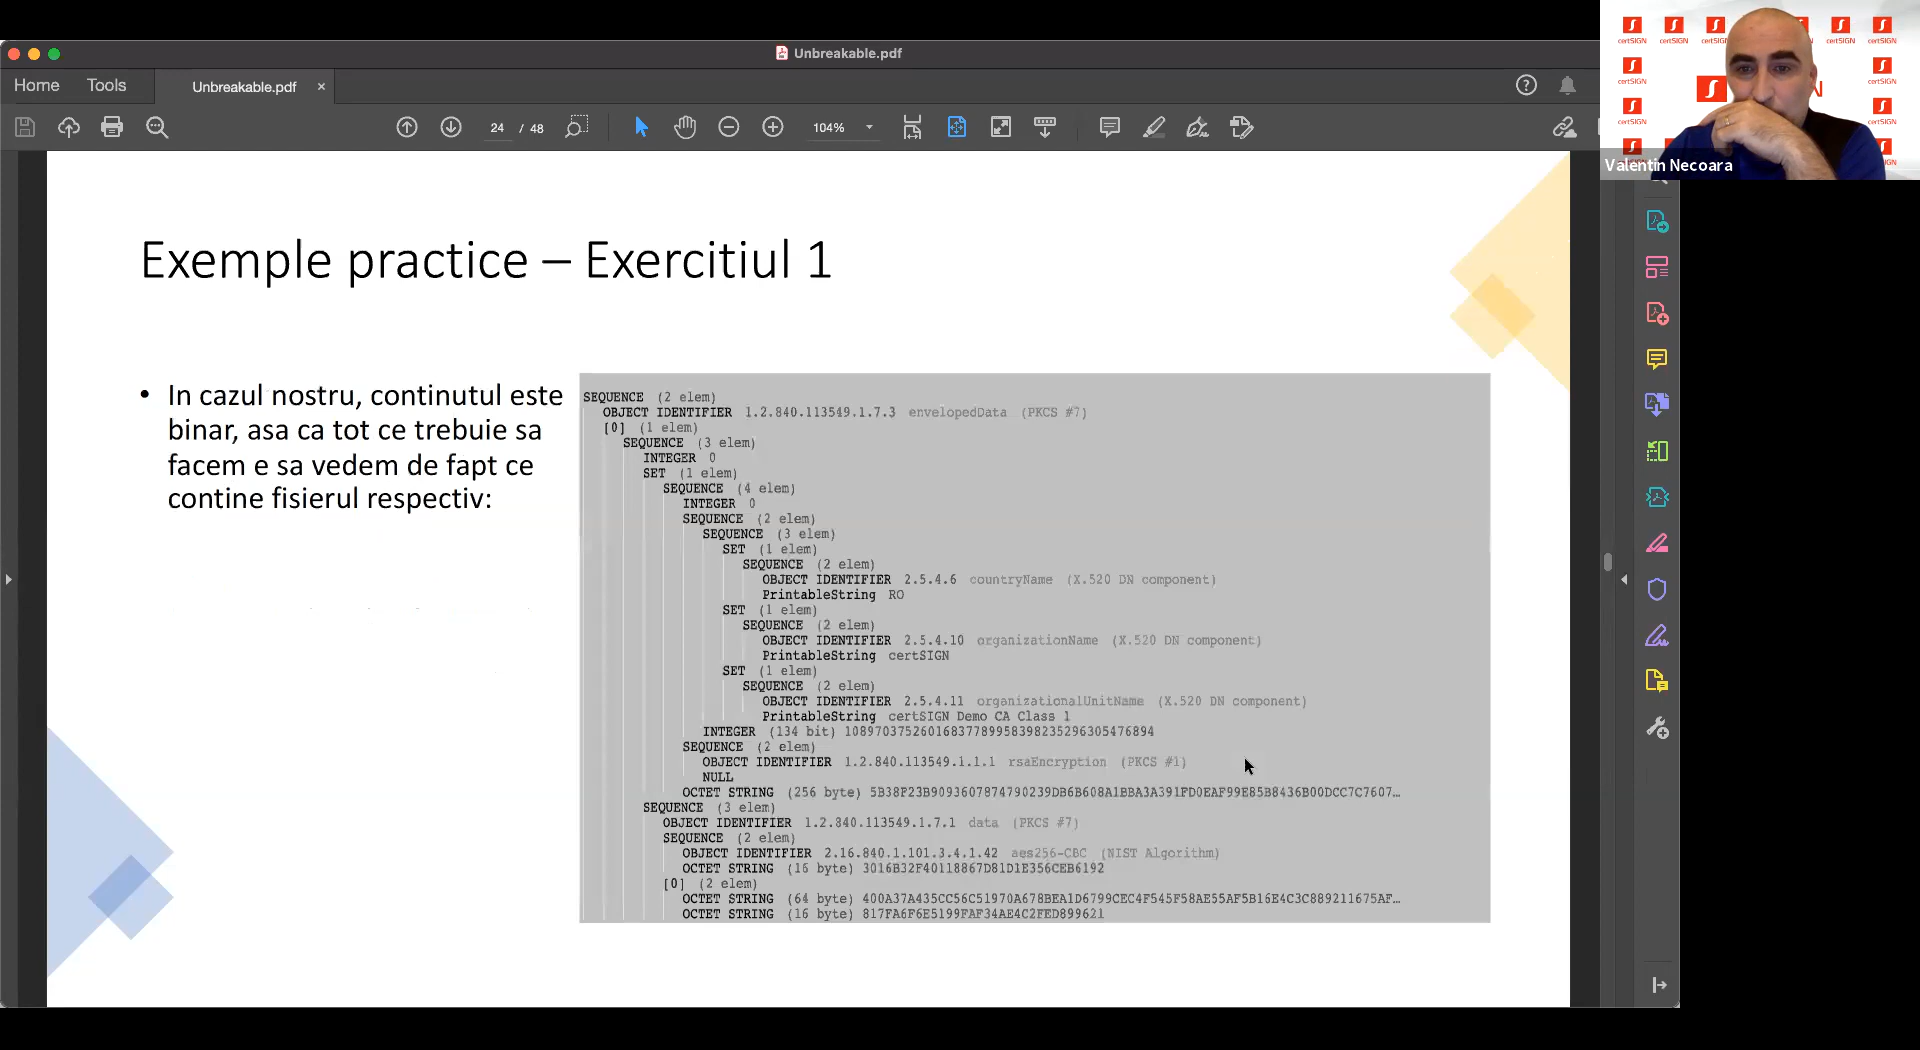 Unbreakable.pdf
Home
Tools
Unbreakable.pdf
24 / 48
104%
certSIGN certSIGN certSIGN certSIGN certSIGN
certSIGN certSIGN
certSIGN
Valentin Necoara
Exemple practice – Exercitiul 1
• In cazul nostru, continutul este
binar, asa ca tot ce trebuie sa
facem e sa vedem de fapt ce
contine fisierul respectiv:
SEQUENCE (2 elem)
OBJECT IDENTIFIER 1.2.840.113549.1.7.3 envelopedData (PKCS #7)
[0] (1 elem)
SEQUENCE (3 elem)
INTEGER 0
SET (1 elem)
SEQUENCE (4 elem)
INTEGER 0
SEQUENCE (2 elem)
SEQUENCE (3 elem)
SET (1 elem)
SEQUENCE (2 elem)
OBJECT IDENTIFIER 2.5.4.6 countryName (X.520 DN component)
PrintableString RO
SET (1 elem)
SEQUENCE (2 elem)
OBJECT IDENTIFIER 2.5.4.10 organizationName (X.520 DN component)
PrintableString certSIGN
SET (1 elem)
SEQUENCE (2 elem)
OBJECT IDENTIFIER 2.5.4.11 organizationalUnitName (X.520 DN component)
PrintableString certSIGN Demo CA Class 1
INTEGER (134 bit) 10897037526016837789958398235296305476894
SEQUENCE (2 elem)
OBJECT IDENTIFIER 1.2.840.113549.1.1.1 rsaEncryption (PKCS #1)
NULL
OCTET STRING (256 byte) 5B38F23B9093607874790239DB6B608A1BBA3A391FD0EAF99E85B8436B00DCC7C7607…
SEQUENCE (3 elem)
OBJECT IDENTIFIER 1.2.840.113549.1.7.1 data (PKCS #7)
SEQUENCE (2 elem)
OBJECT IDENTIFIER 2.16.840.1.101.3.4.1.42 aes256-CBC (NIST Algorithm)
OCTET STRING (16 byte) 3016B32F40118867D81D1E356CEB6192
[0] (2 elem)
OCTET STRING (64 byte) 400A37A435CC56C51970A678BEA1D6799CEC4F545F58AE55AF5B16E4C3C889211675AF…
OCTET STRING (16 byte) 817FA6F6E5199FAF34AE4C2FED899621